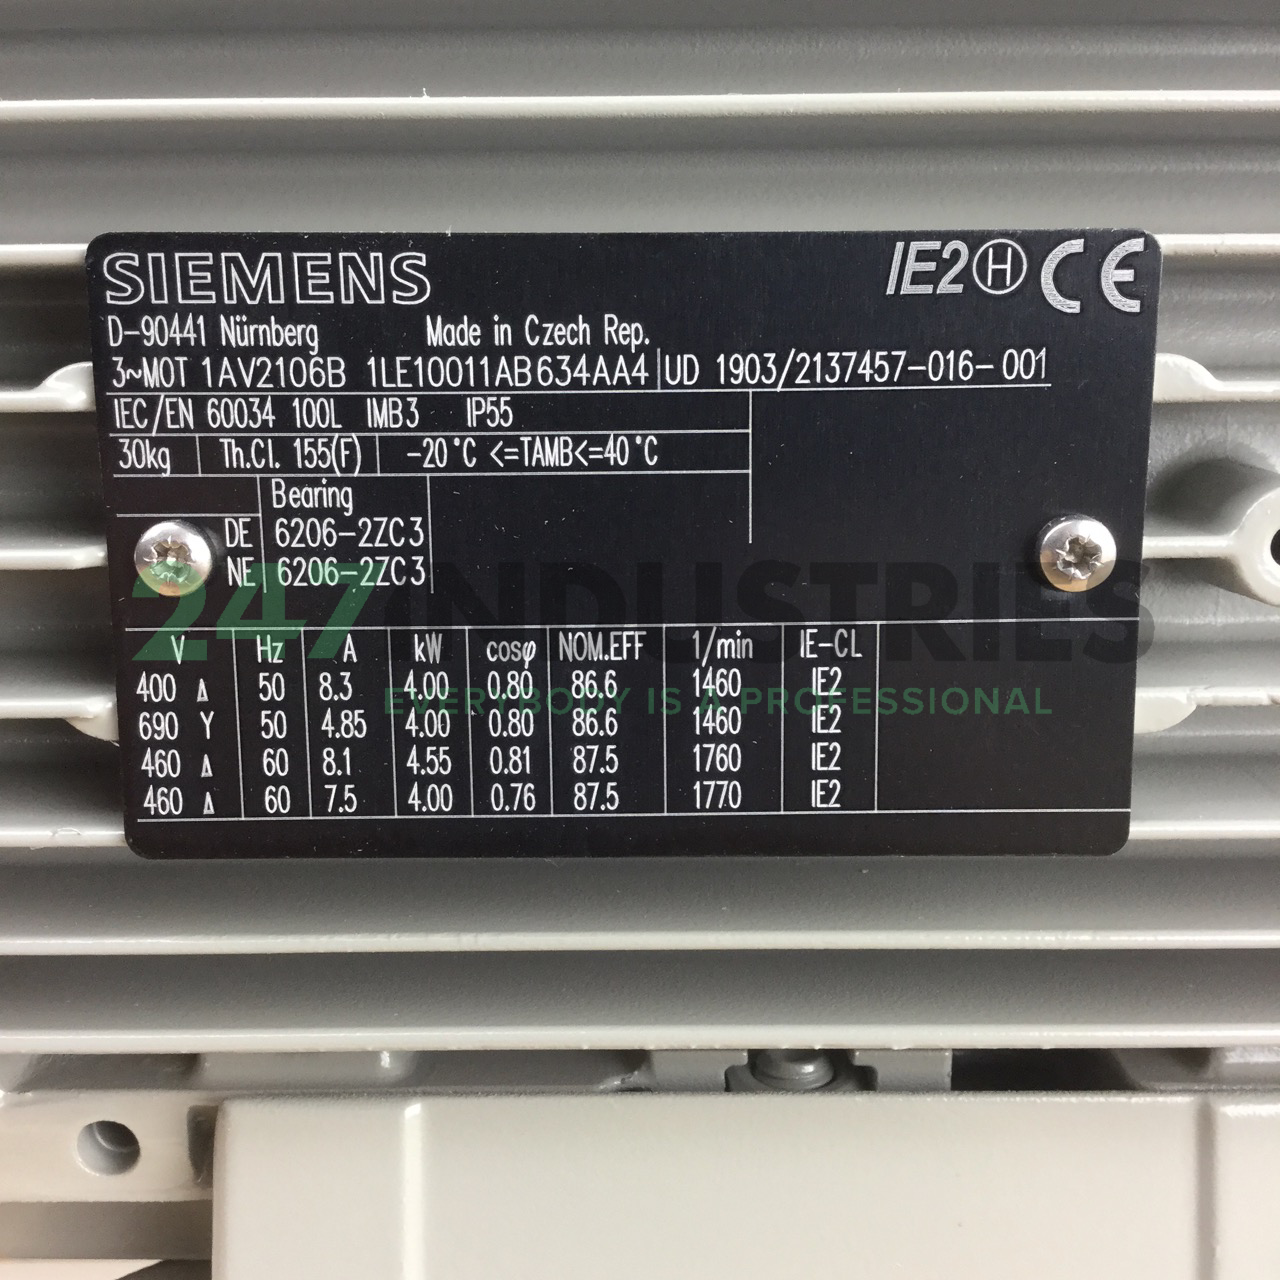 SIEMENS IE2 H CE
D-90441 Nürnberg Made in Czech Rep.
3~MOT 1AV2106B 1LE10011AB634AA4 UD 1903/2137457-016-001
IEC/EN 60034 100L IMB3 IP55
30kg Th.Cl. 155(F) -20°C <=TAMB<=40°C
Bearing
DE 6206-2ZC3
NE 6206-2ZC3
247 INDUSTRIES
EVERYBODY IS A PROFESSIONAL
V Hz A kW cosφ NOM.EFF 1/min IE-CL
400 Δ 50 8.3 4.00 0.80 86.6 1460 IE2
690 Y 50 4.85 4.00 0.80 86.6 1460 IE2
460 Δ 60 8.1 4.55 0.81 87.5 1760 IE2
460 Δ 60 7.5 4.00 0.76 87.5 1770 IE2